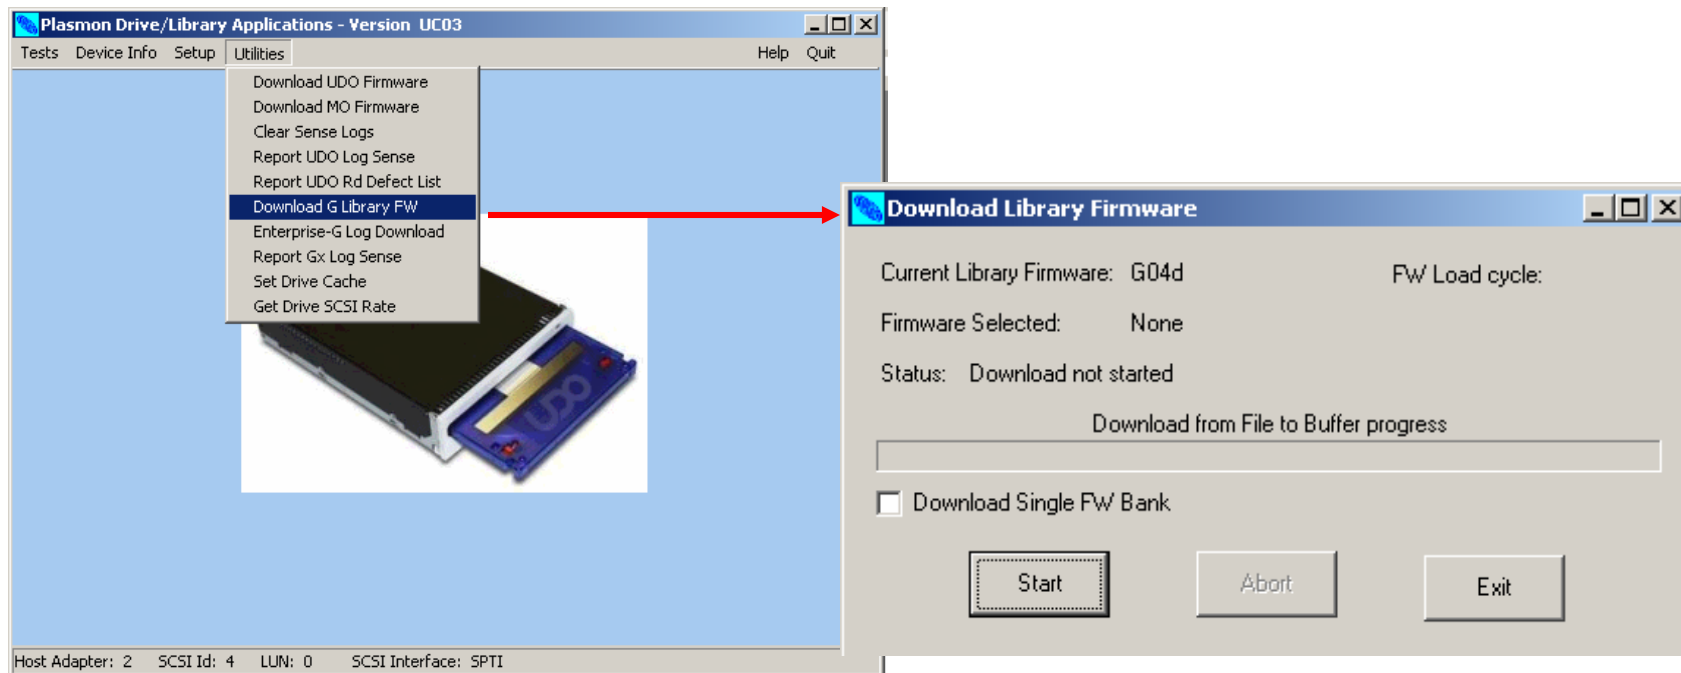 Plasmon Drive/Library Applications - Version UC03
Tests Device Info Setup Utilities Help Quit
Download UDO Firmware
Download MO Firmware
Clear Sense Logs
Report UDO Log Sense
Report UDO Rd Defect List
Download G Library FW
Enterprise-G Log Download
Report Gx Log Sense
Set Drive Cache
Get Drive SCSI Rate
UDO
Host Adapter: 2 SCSI Id: 4 LUN: 0 SCSI Interface: SPTI
Download Library Firmware
Current Library Firmware: G04d FW Load cycle:
Firmware Selected: None
Status: Download not started
Download from File to Buffer progress
Download Single FW Bank
Start Abort Exit